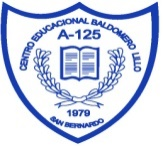 CENTRO EDUCACIONAL BALDOMERO LILLO
A-125
1979
SAN BERNARDO